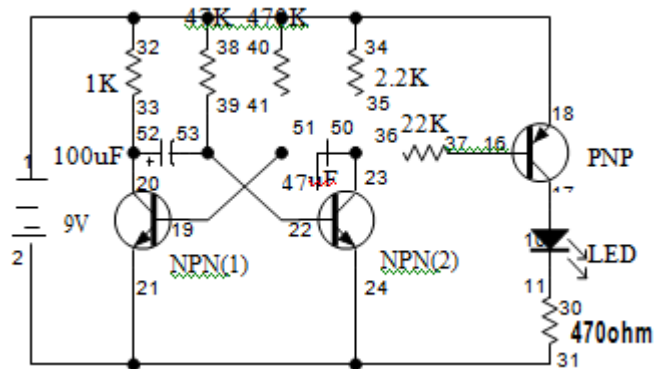 47K 470K
32 38 40 34
1K 2.2K
33 39 41 35
18
52 53 51 50 36 22K 37 16
100uF + 47uF PNP
1 20 23 17
9V 19 22 10 LED
2 NPN(1) NPN(2)
21 24 11 30
470ohm
31